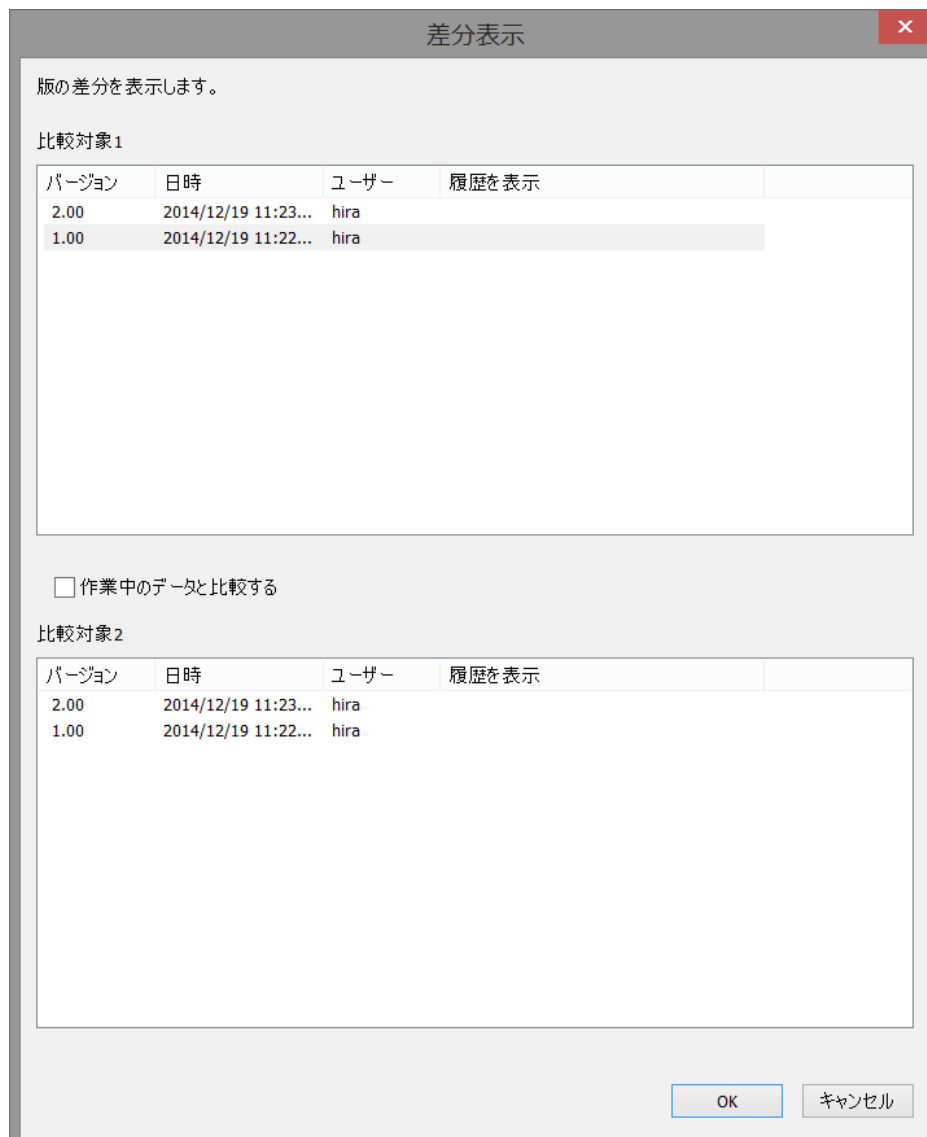 差分表示
版の差分を表示します。
比較対象1
バージョン 日時 ユーザー 履歴を表示
2.00 2014/12/19 11:23... hira
1.00 2014/12/19 11:22... hira
作業中のデータと比較する
比較対象2
バージョン 日時 ユーザー 履歴を表示
2.00 2014/12/19 11:23... hira
1.00 2014/12/19 11:22... hira
OK キャンセル